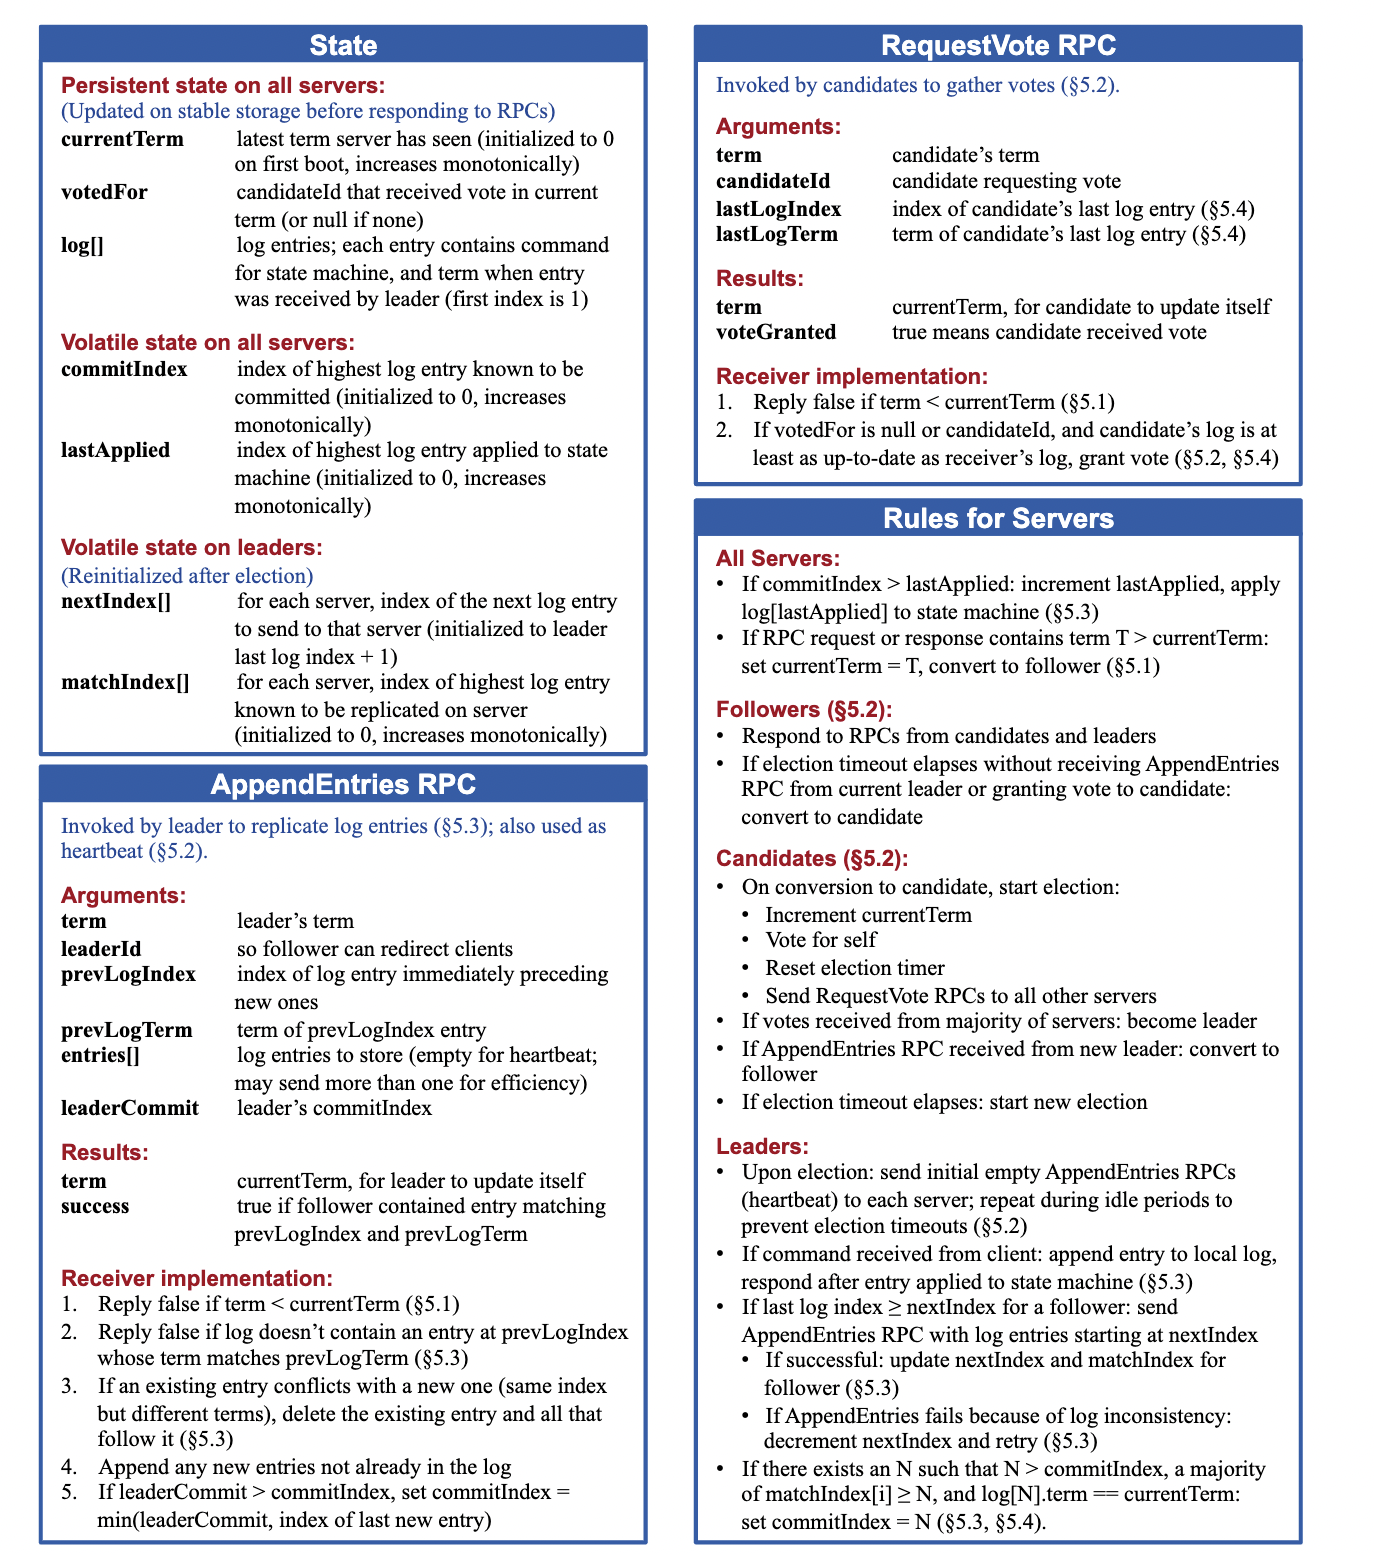 State
Persistent state on all servers:
(Updated on stable storage before responding to RPCs)
currentTerm latest term server has seen (initialized to 0
on first boot, increases monotonically)
votedFor candidateId that received vote in current
term (or null if none)
log[] log entries; each entry contains command
for state machine, and term when entry
was received by leader (first index is 1)
Volatile state on all servers:
commitIndex index of highest log entry known to be
committed (initialized to 0, increases
monotonically)
lastApplied index of highest log entry applied to state
machine (initialized to 0, increases
monotonically)
Volatile state on leaders:
(Reinitialized after election)
nextIndex[] for each server, index of the next log entry
to send to that server (initialized to leader
last log index + 1)
matchIndex[] for each server, index of highest log entry
known to be replicated on server
(initialized to 0, increases monotonically)
AppendEntries RPC
Invoked by leader to replicate log entries (§5.3); also used as
heartbeat (§5.2).
Arguments:
term leader’s term
leaderId so follower can redirect clients
prevLogIndex index of log entry immediately preceding
new ones
prevLogTerm term of prevLogIndex entry
entries[] log entries to store (empty for heartbeat;
may send more than one for efficiency)
leaderCommit leader’s commitIndex
Results:
term currentTerm, for leader to update itself
success true if follower contained entry matching
prevLogIndex and prevLogTerm
Receiver implementation:
1. Reply false if term < currentTerm (§5.1)
2. Reply false if log doesn’t contain an entry at prevLogIndex
whose term matches prevLogTerm (§5.3)
3. If an existing entry conflicts with a new one (same index
but different terms), delete the existing entry and all that
follow it (§5.3)
4. Append any new entries not already in the log
5. If leaderCommit > commitIndex, set commitIndex =
min(leaderCommit, index of last new entry)
RequestVote RPC
Invoked by candidates to gather votes (§5.2).
Arguments:
term candidate’s term
candidateId candidate requesting vote
lastLogIndex index of candidate’s last log entry (§5.4)
lastLogTerm term of candidate’s last log entry (§5.4)
Results:
term currentTerm, for candidate to update itself
voteGranted true means candidate received vote
Receiver implementation:
1. Reply false if term < currentTerm (§5.1)
2. If votedFor is null or candidateId, and candidate’s log is at
least as up-to-date as receiver’s log, grant vote (§5.2, §5.4)
Rules for Servers
All Servers:
• If commitIndex > lastApplied: increment lastApplied, apply
log[lastApplied] to state machine (§5.3)
• If RPC request or response contains term T > currentTerm:
set currentTerm = T, convert to follower (§5.1)
Followers (§5.2):
• Respond to RPCs from candidates and leaders
• If election timeout elapses without receiving AppendEntries
RPC from current leader or granting vote to candidate:
convert to candidate
Candidates (§5.2):
• On conversion to candidate, start election:
• Increment currentTerm
• Vote for self
• Reset election timer
• Send RequestVote RPCs to all other servers
• If votes received from majority of servers: become leader
• If AppendEntries RPC received from new leader: convert to
follower
• If election timeout elapses: start new election
Leaders:
• Upon election: send initial empty AppendEntries RPCs
(heartbeat) to each server; repeat during idle periods to
prevent election timeouts (§5.2)
• If command received from client: append entry to local log,
respond after entry applied to state machine (§5.3)
• If last log index ≥ nextIndex for a follower: send
AppendEntries RPC with log entries starting at nextIndex
• If successful: update nextIndex and matchIndex for
follower (§5.3)
• If AppendEntries fails because of log inconsistency:
decrement nextIndex and retry (§5.3)
• If there exists an N such that N > commitIndex, a majority
of matchIndex[i] ≥ N, and log[N].term == currentTerm:
set commitIndex = N (§5.3, §5.4).